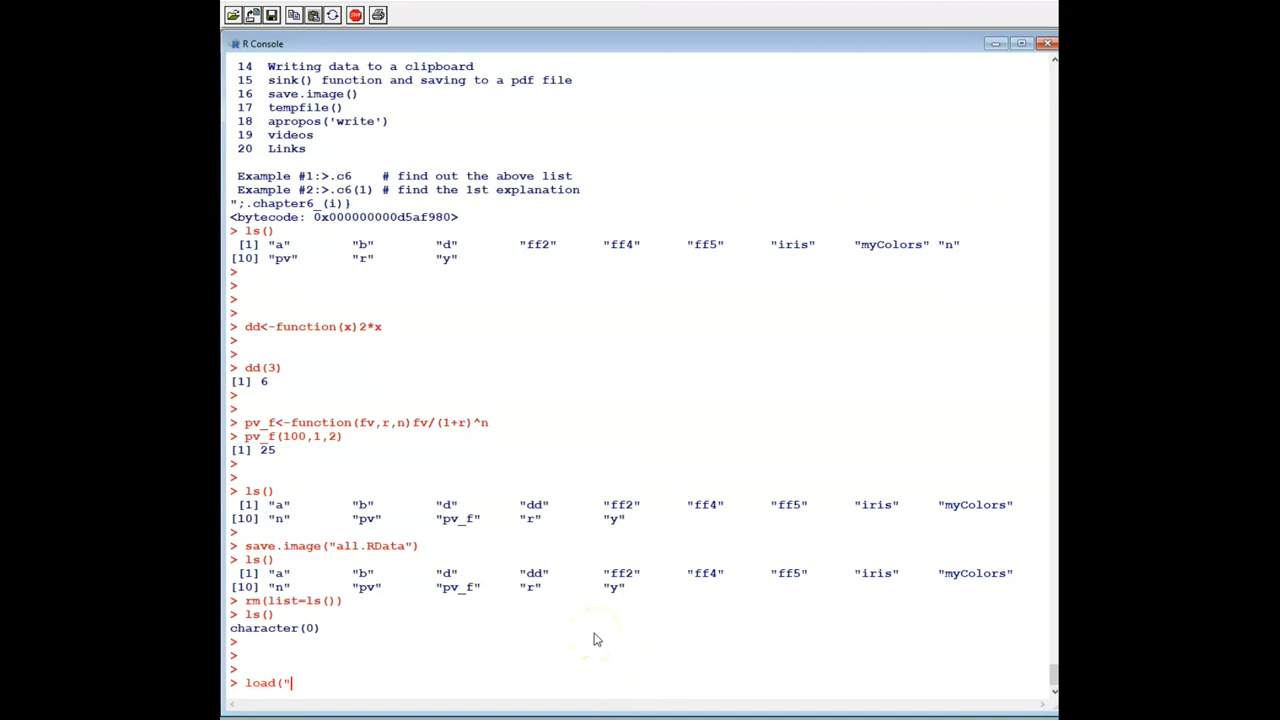 STOP
R Console
14 Writing data to a clipboard
15 sink() function and saving to a pdf file
16 save.image()
17 tempfile()
18 apropos('write')
19 videos
20 Links
Example #1:>.c6 # find out the above list
Example #2:>.c6(1) # find the 1st explanation
";.chapter6_(i)}
<bytecode: 0x000000000d5af980>
> ls()
[1] "a" "b" "d" "ff2" "ff4" "ff5" "iris" "myColors" "n"
[10] "pv" "r" "y"
>
>
>
>
> dd<-function(x)2*x
>
>
> dd(3)
[1] 6
>
>
> pv_f<-function(fv,r,n)fv/(1+r)^n
> pv_f(100,1,2)
[1] 25
>
>
> ls()
[1] "a" "b" "d" "dd" "ff2" "ff4" "ff5" "iris" "myColors"
[10] "n" "pv" "pv_f" "r" "y"
>
> save.image("all.RData")
> ls()
[1] "a" "b" "d" "dd" "ff2" "ff4" "ff5" "iris" "myColors"
[10] "n" "pv" "pv_f" "r" "y"
> rm(list=ls())
> ls()
character(0)
>
>
>
> load("